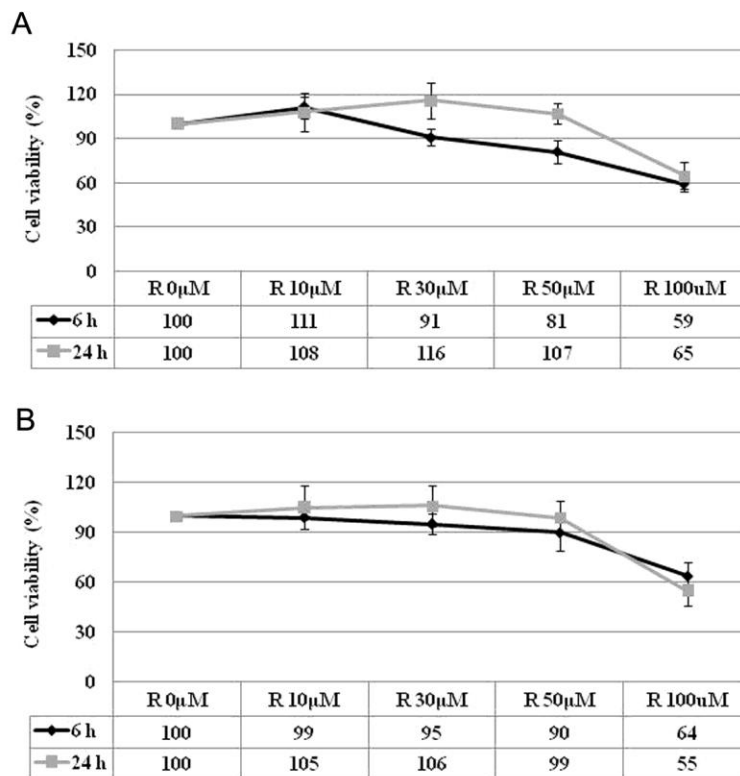 A
150
120
90
60
30
0
Cell viability (%)
R 0μM R 10μM R 30μM R 50μM R 100uM
6 h 100 111 91 81 59
24 h 100 108 116 107 65
B
150
120
90
60
30
0
Cell viability (%)
R 0μM R 10μM R 30μM R 50μM R 100uM
6 h 100 99 95 90 64
24 h 100 105 106 99 55